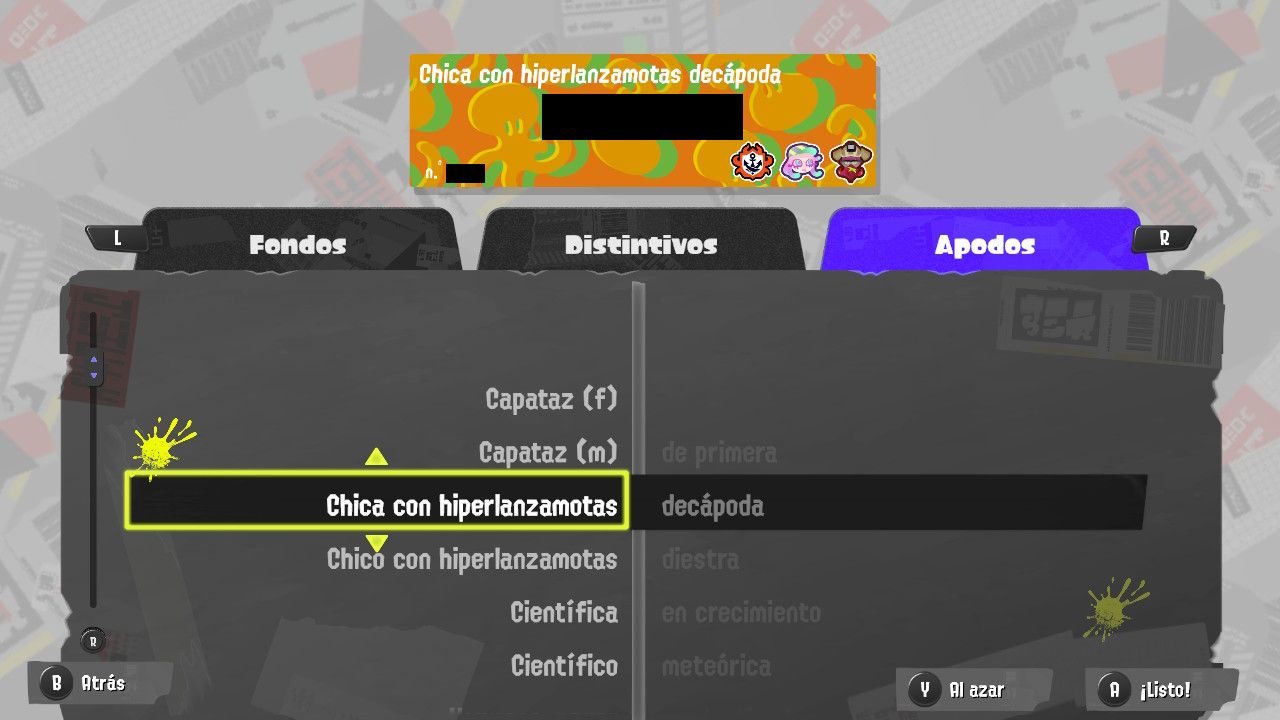 Chica con hiperlanzamotas decápoda
n.º
L
Fondos
Distintivos
Apodos
R
Capataz (f)
Capataz (m) de primera
Chica con hiperlanzamotas decápoda
Chico con hiperlanzamotas diestra
Científica en crecimiento
Científico meteórica
R
B Atrás
Y Al azar
A ¡Listo!